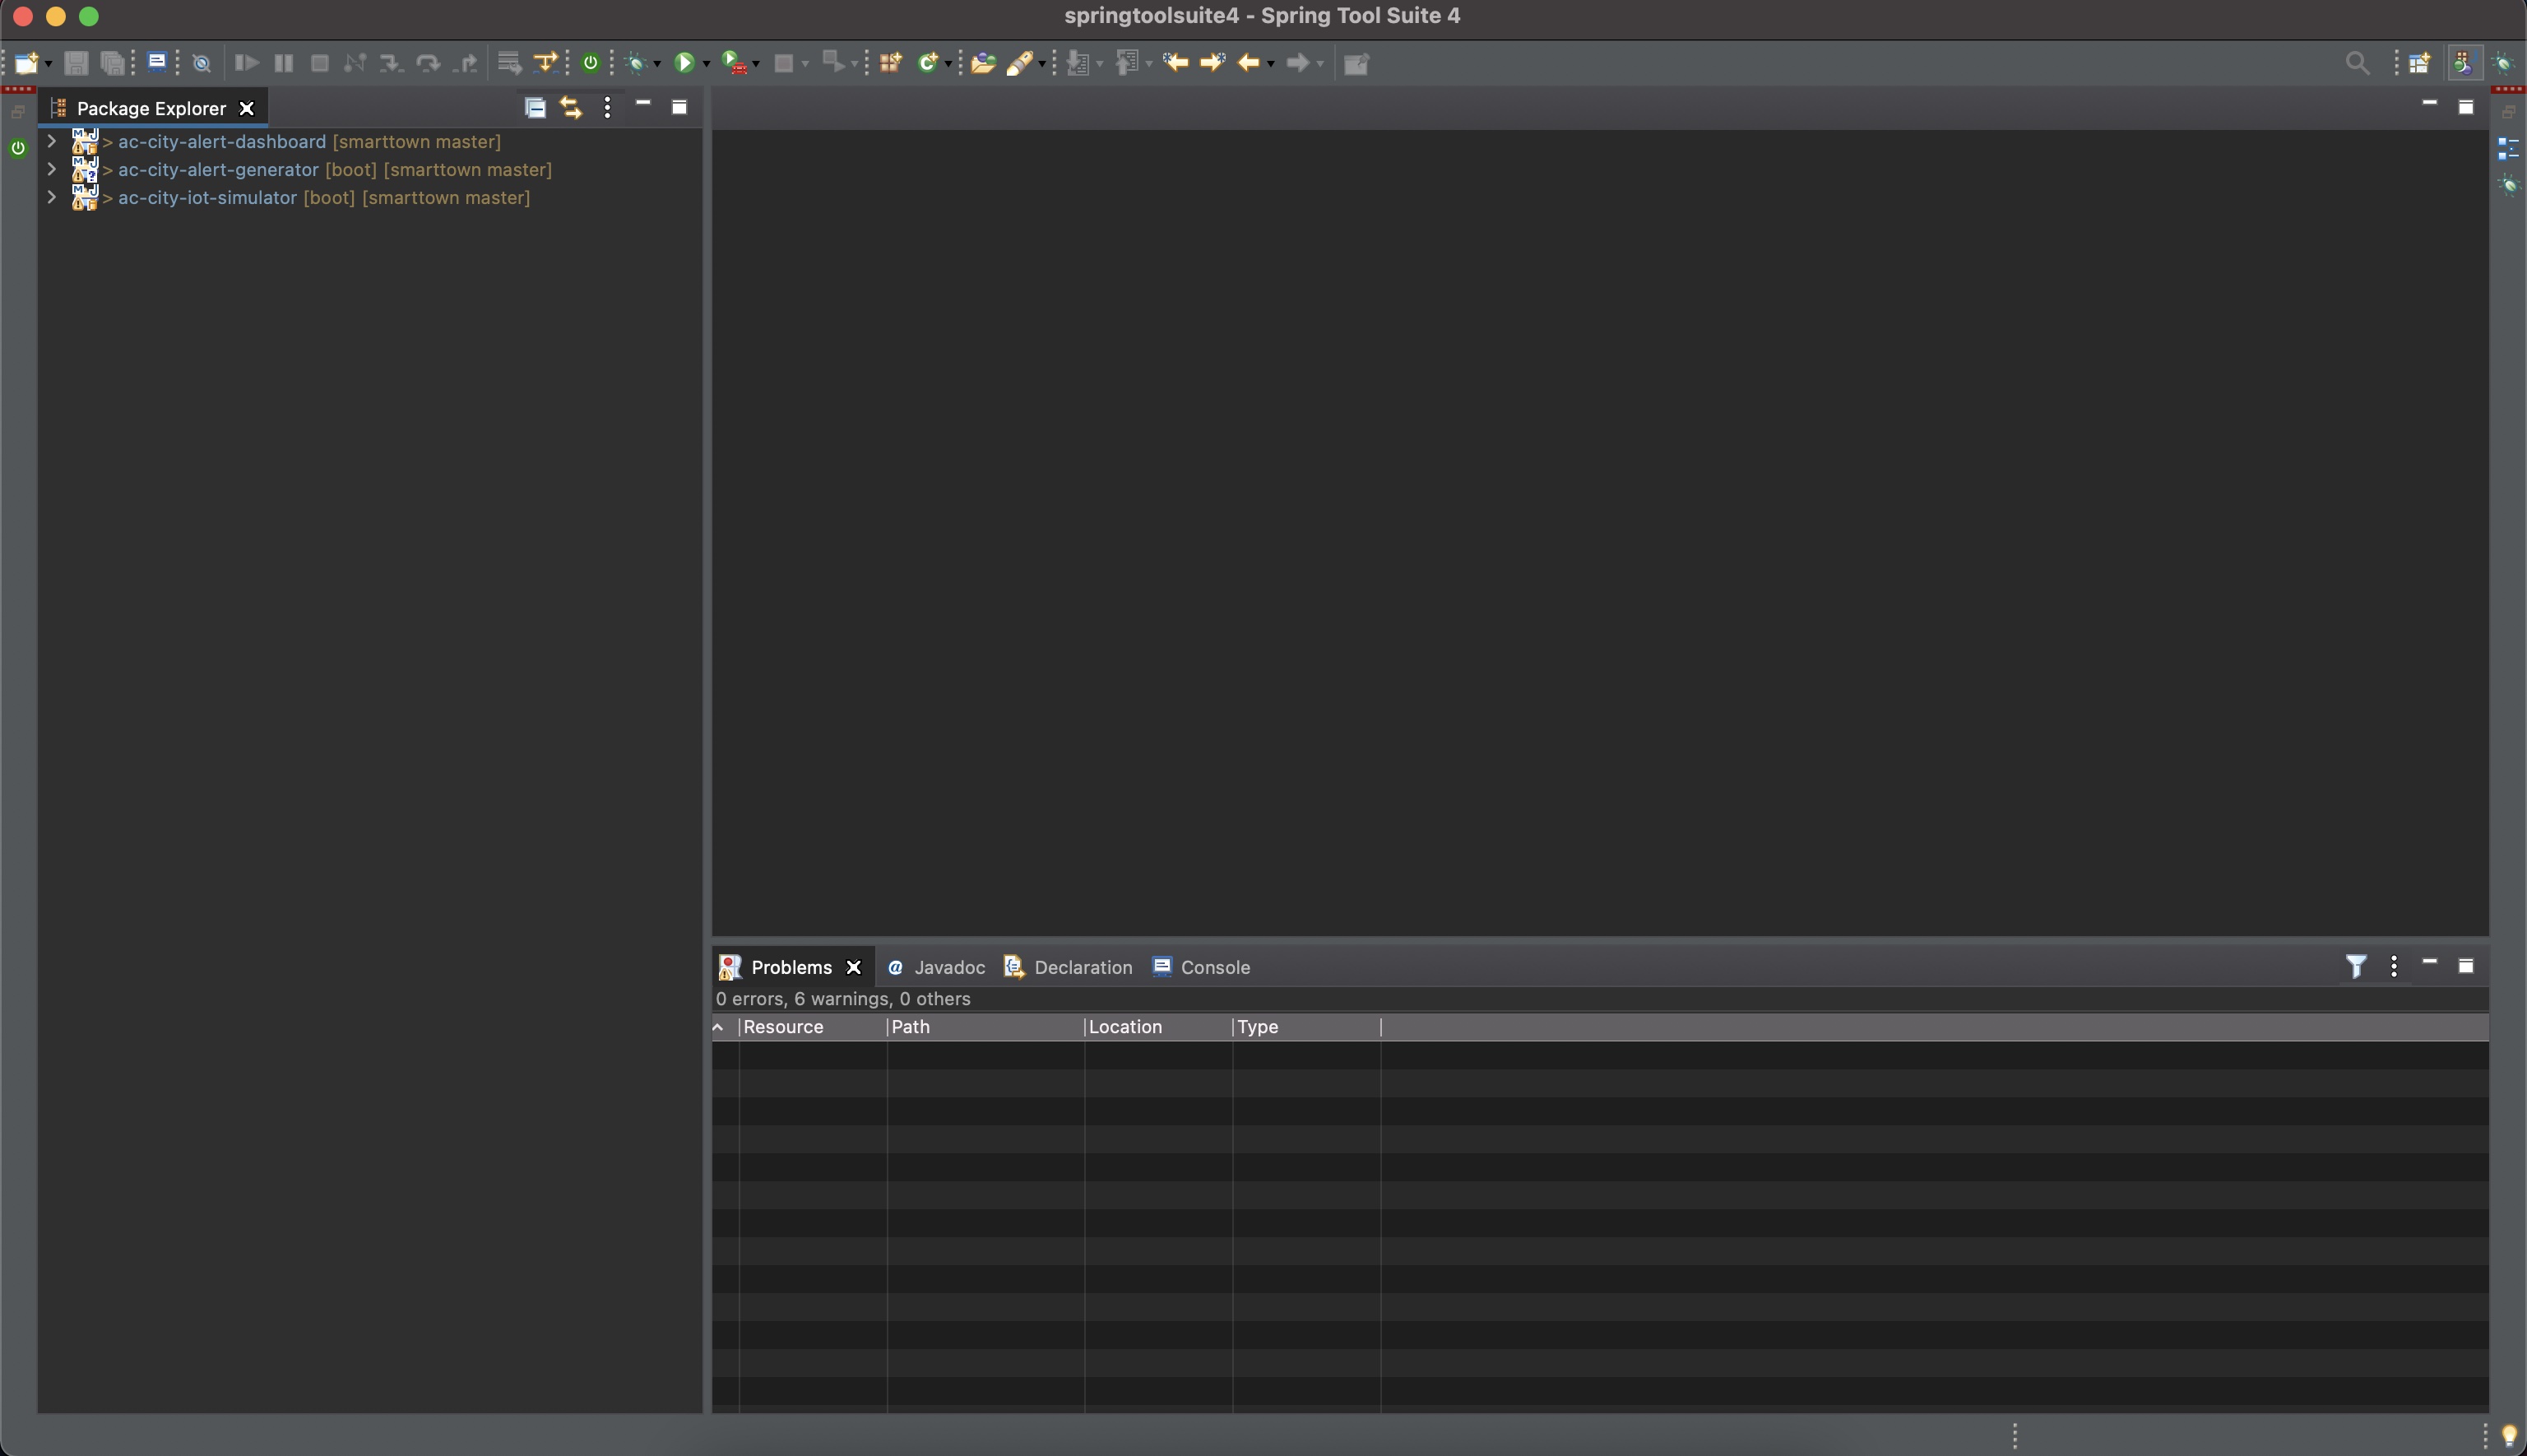 springtoolsuite4 - Spring Tool Suite 4
Package Explorer
> ac-city-alert-dashboard [smarttown master]
> ac-city-alert-generator [boot] [smarttown master]
> ac-city-iot-simulator [boot] [smarttown master]
Problems @ Javadoc Declaration Console
0 errors, 6 warnings, 0 others
Resource Path Location Type